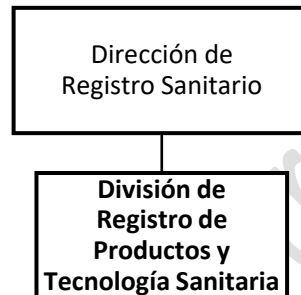 Dirección de
Registro Sanitario
División de
Registro de
Productos y
Tecnología Sanitaria